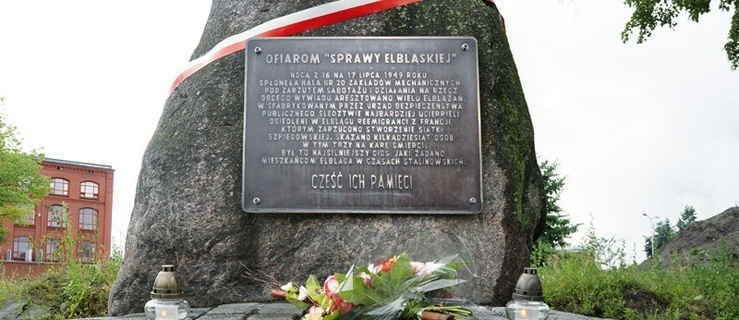 OFIAROM "SPRAWY ELBLĄSKIEJ"
NOCĄ Z 16 NA 17 LIPCA 1949 ROKU
SPŁONĘŁA HALA NR 20 ZAKŁADÓW MECHANICZNYCH.
POD ZARZUTEM SABOTAŻU I DZIAŁANIA NA RZECZ
OBCEGO WYWIADU ARESZTOWANO WIELU ELBLĄŻAN.
W SFABRYKOWANYM PRZEZ URZĄD BEZPIECZEŃSTWA
PUBLICZNEGO ŚLEDZTWIE NAJBARDZIEJ UCIERPIELI
OSIEDLENI W ELBLĄGU REEMIGRANCI Z FRANCJI
KTÓRYM ZARZUCONO STWORZENIE SIATKI
SZPIEGOWSKIEJ. SKAZANO KILKADZIESIĄT OSÓB
W TYM TRZY NA KARĘ ŚMIERCI.
BYŁ TO NAJSILNIEJSZY CIOS, JAKI ZADANO
MIESZKAŃCOM ELBLĄGA W CZASACH STALINOWSKICH.
CZEŚĆ ICH PAMIĘCI